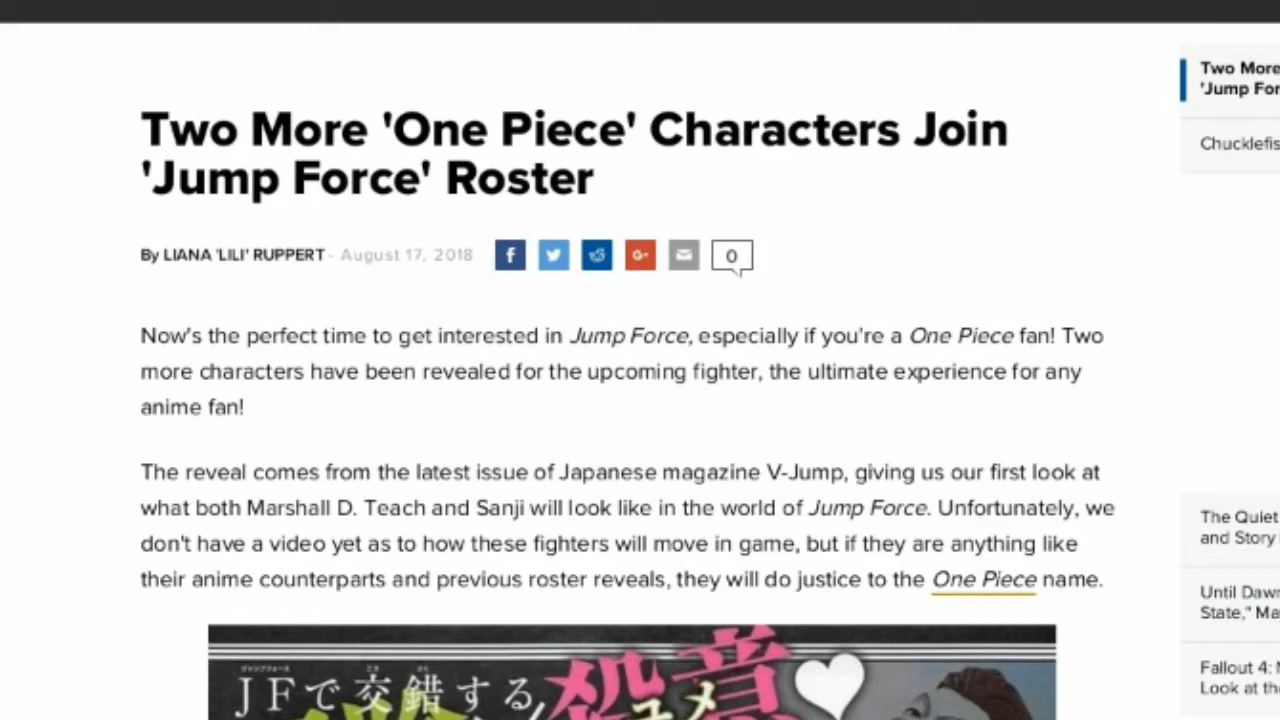 Two More 'One Piece' Characters Join
'Jump Force' Roster
By LIANA 'LILI' RUPPERT - August 17, 2018
0
Now's the perfect time to get interested in Jump Force, especially if you're a One Piece fan! Two
more characters have been revealed for the upcoming fighter, the ultimate experience for any
anime fan!
The reveal comes from the latest issue of Japanese magazine V-Jump, giving us our first look at
what both Marshall D. Teach and Sanji will look like in the world of Jump Force. Unfortunately, we
don't have a video yet as to how these fighters will move in game, but if they are anything like
their anime counterparts and previous roster reveals, they will do justice to the One Piece name.
JFで交錯する
殺意
Two More
'Jump For
Chucklefis
The Quiet
and Story
Until Dawn
State," Ma
Fallout 4:
Look at the